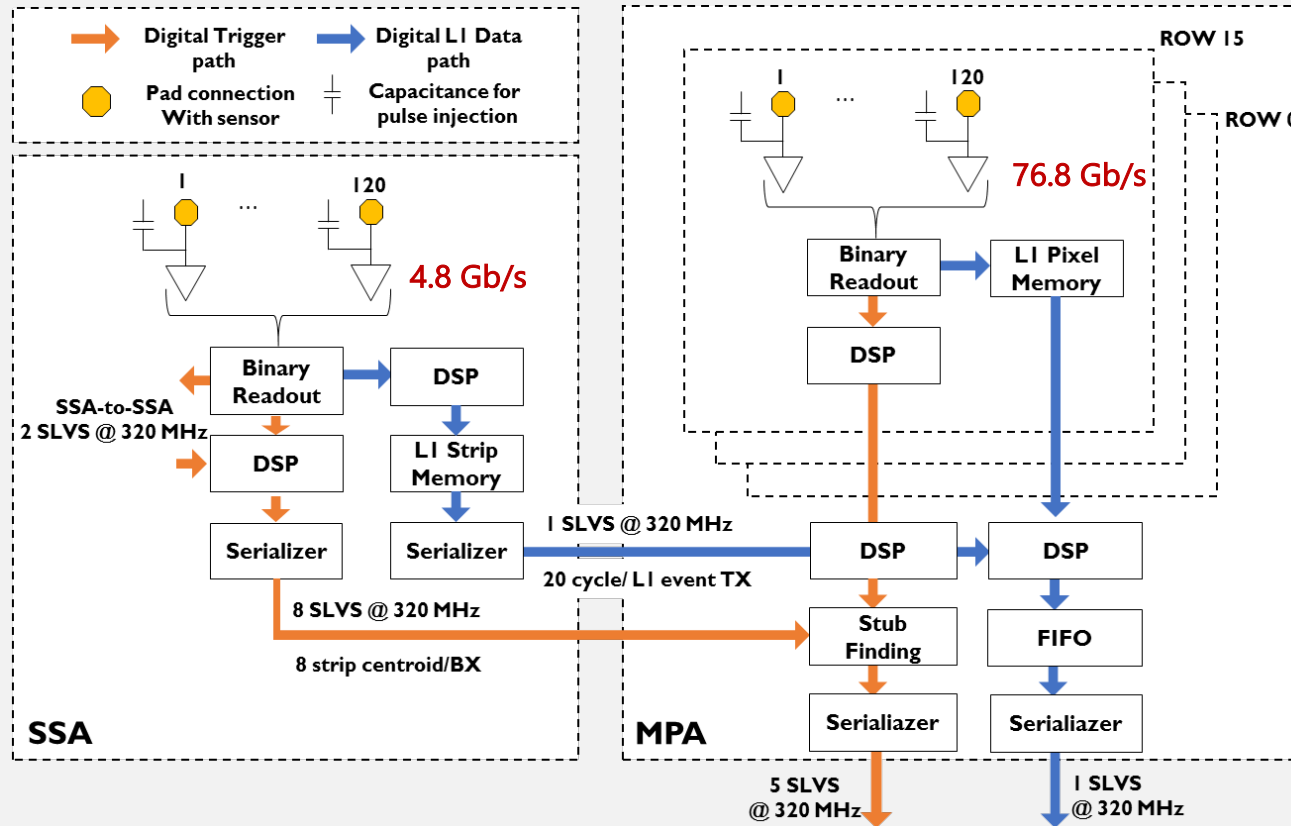 Digital Trigger
path
Digital L1 Data
path
Pad connection
With sensor
Capacitance for
pulse injection
1
...
120
4.8 Gb/s
Binary
Readout
DSP
SSA-to-SSA
2 SLVS @ 320 MHz
DSP
L1 Strip
Memory
Serializer
Serializer
8 SLVS @ 320 MHz
8 strip centroid/BX
SSA
1 SLVS @ 320 MHz
20 cycle/ L1 event TX
ROW 15
ROW 0
1
...
120
76.8 Gb/s
Binary
Readout
L1 Pixel
Memory
DSP
DSP
DSP
Stub
Finding
FIFO
Serialiazer
Serialiazer
MPA
5 SLVS
@ 320 MHz
1 SLVS
@ 320 MHz